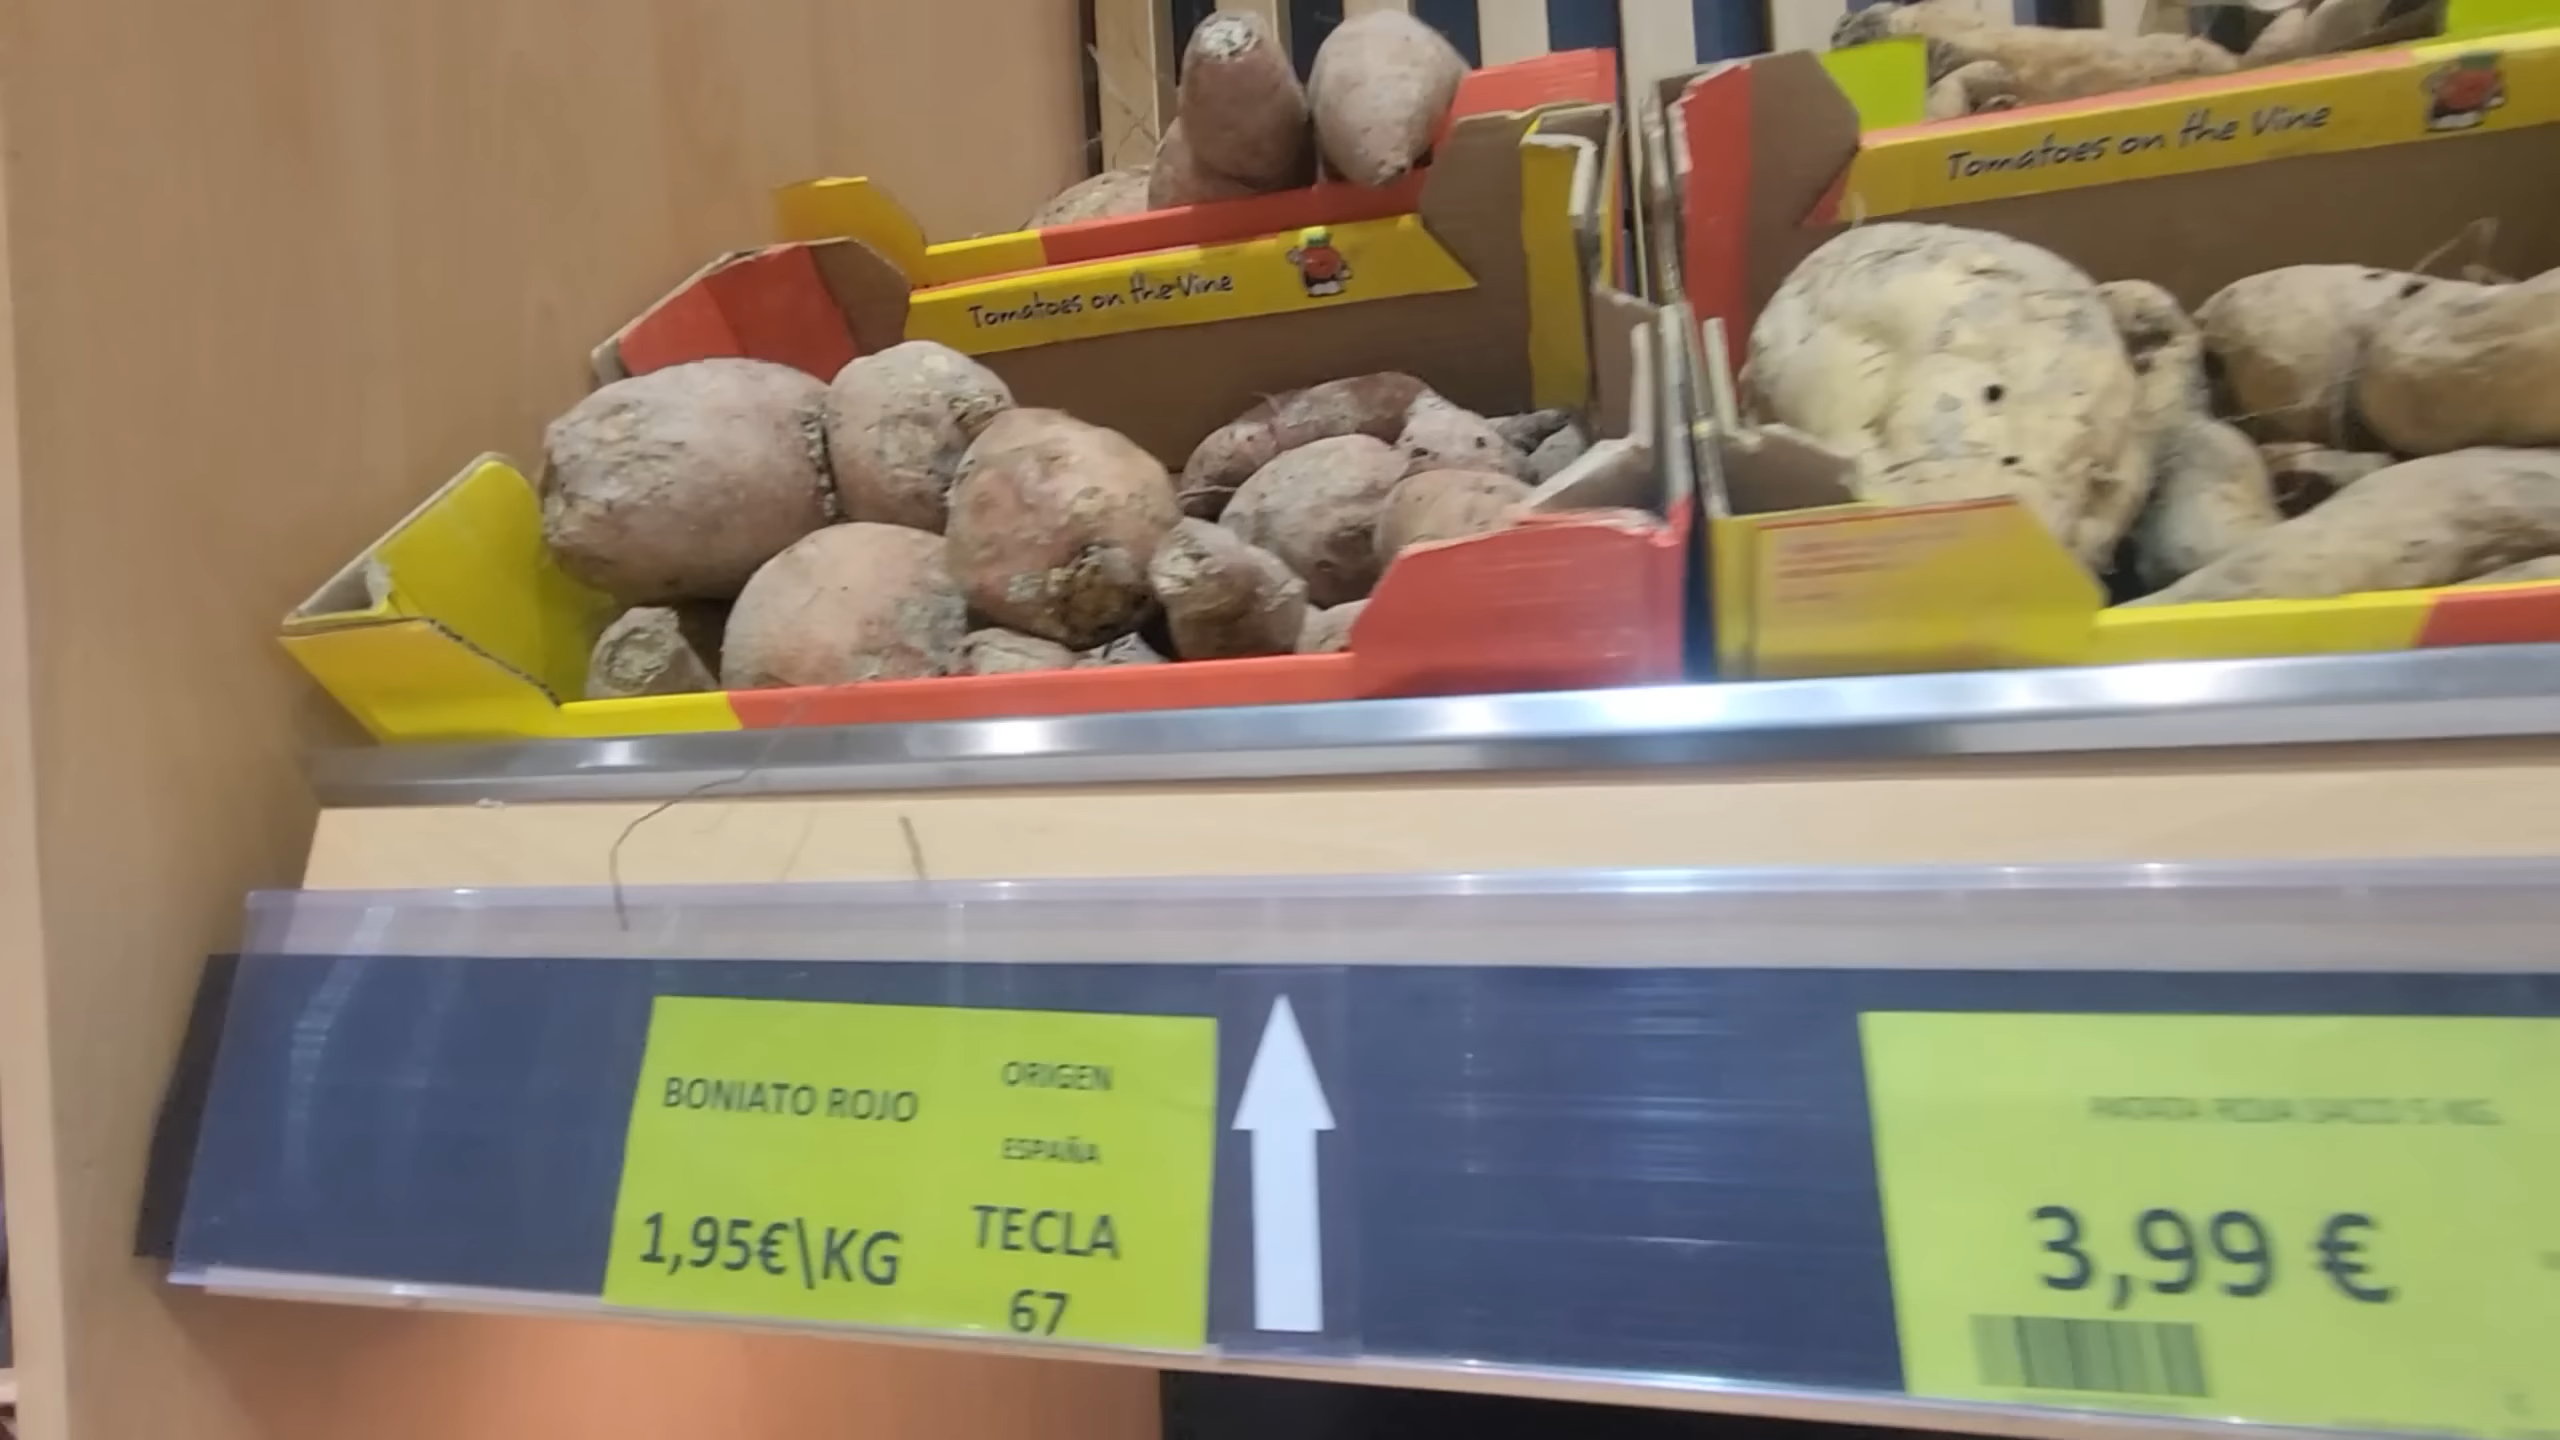 Tomatoes on the Vine
Tomatoes on the Vine
BONIATO ROJO
1,95€\KG
ORIGEN
ESPAÑA
TECLA
67
3,99 €